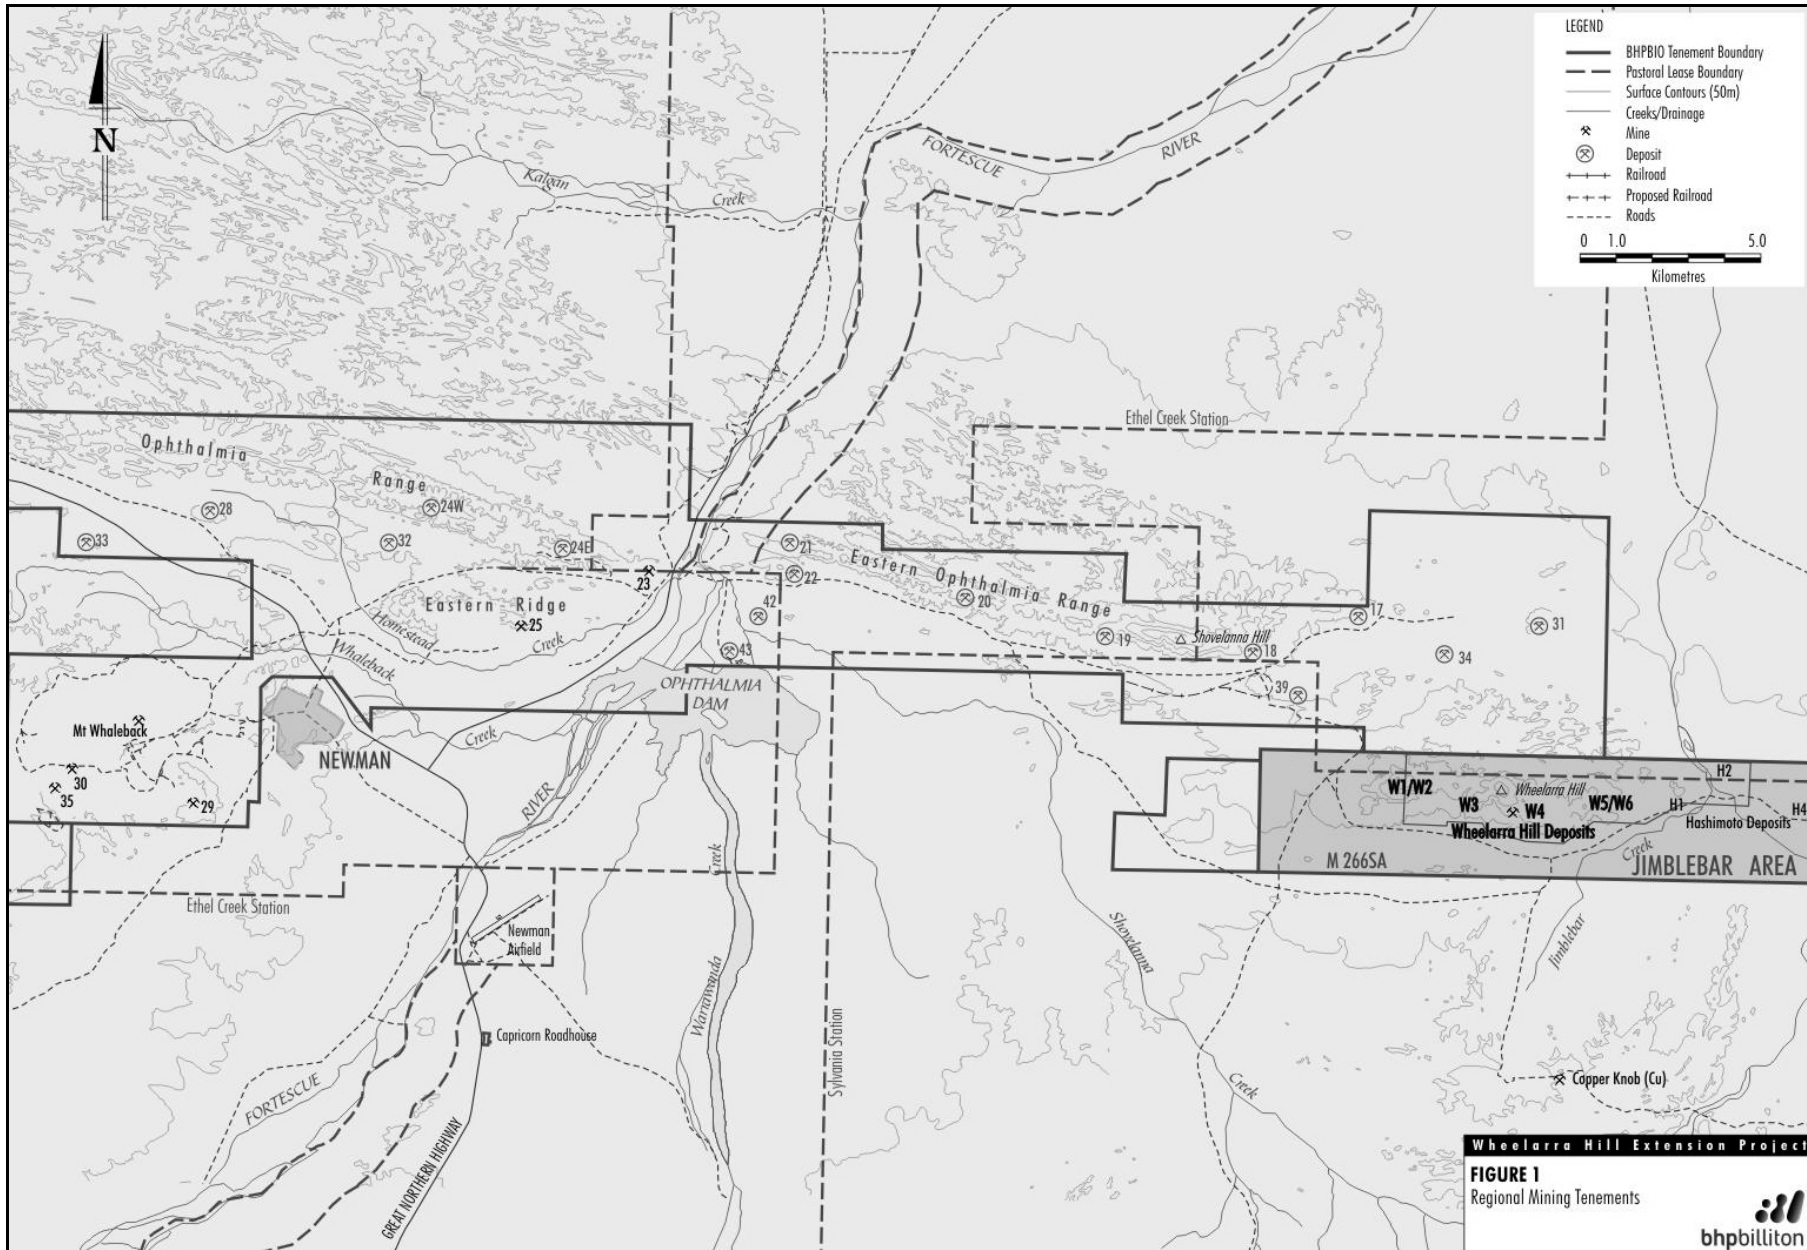 LEGEND
BHPBIO Tenement Boundary
Pastoral Lease Boundary
Surface Contours (50m)
Creeks/Drainage
Mine
Deposit
Railroad
Proposed Railroad
Roads
0 1.0 5.0
Kilometres
N
FORTESCUE RIVER
Kalgan Creek
Ethel Creek Station
Ophthalmia Range
28
24W
33
32
24E
21
23
22
Eastern Ophthalmia Range
20
Eastern Ridge
25
42
17
31
Homestead Creek
19
Shovelanna Hill
18
43
34
Whaleback Creek
OPHTHALMIA
DAM
39
Mt Whaleback
NEWMAN
30
35
29
RIVER
W1/W2
W3
Wheelarra Hill
W4
W5/W6
H1
H2
H4
Hashimoto Deposits
Wheelarra Hill Deposits
M 266SA
Creek
JIMBLEBAR AREA
Ethel Creek Station
Newman
Airfield
Creek
Warrawanda
Shovelanna
Creek
Jimblebar
Capricorn Roadhouse
Sylvania Station
FORTESCUE
GREAT NORTHERN HIGHWAY
Copper Knob (Cu)
Wheelarra Hill Extension Project
FIGURE 1
Regional Mining Tenements
bhpbilliton